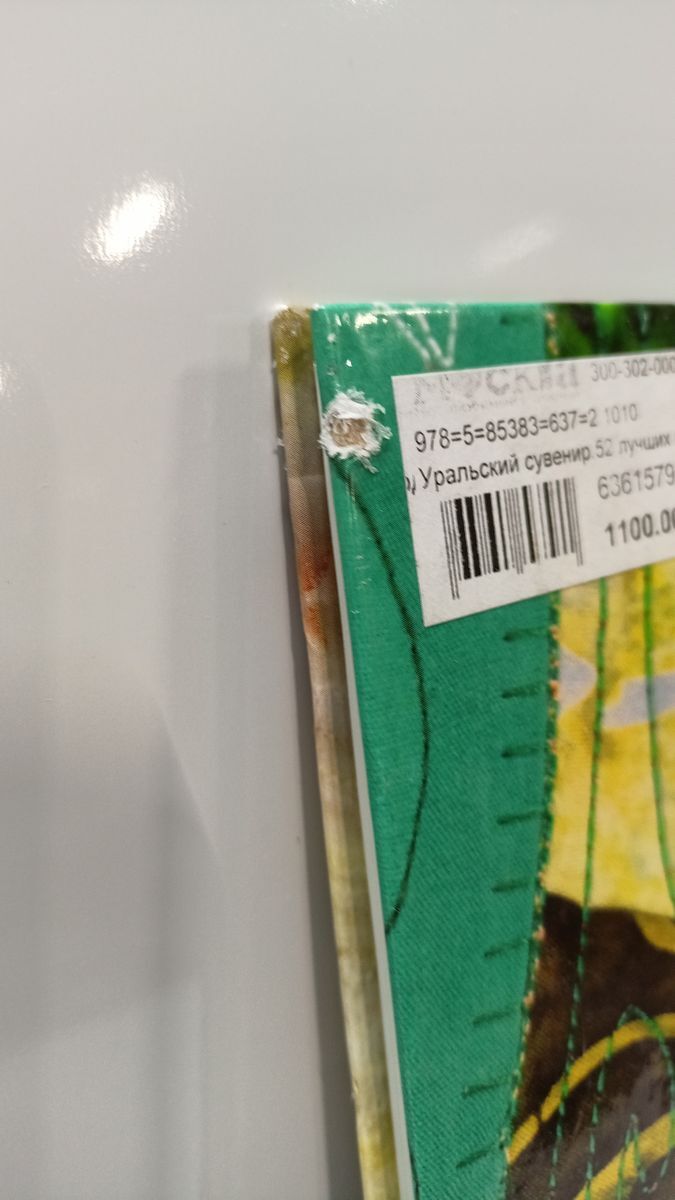 300-302-000
978=5=85383=637=2 1010
Уральский сувенир.52 лучших
6361579
1100.00